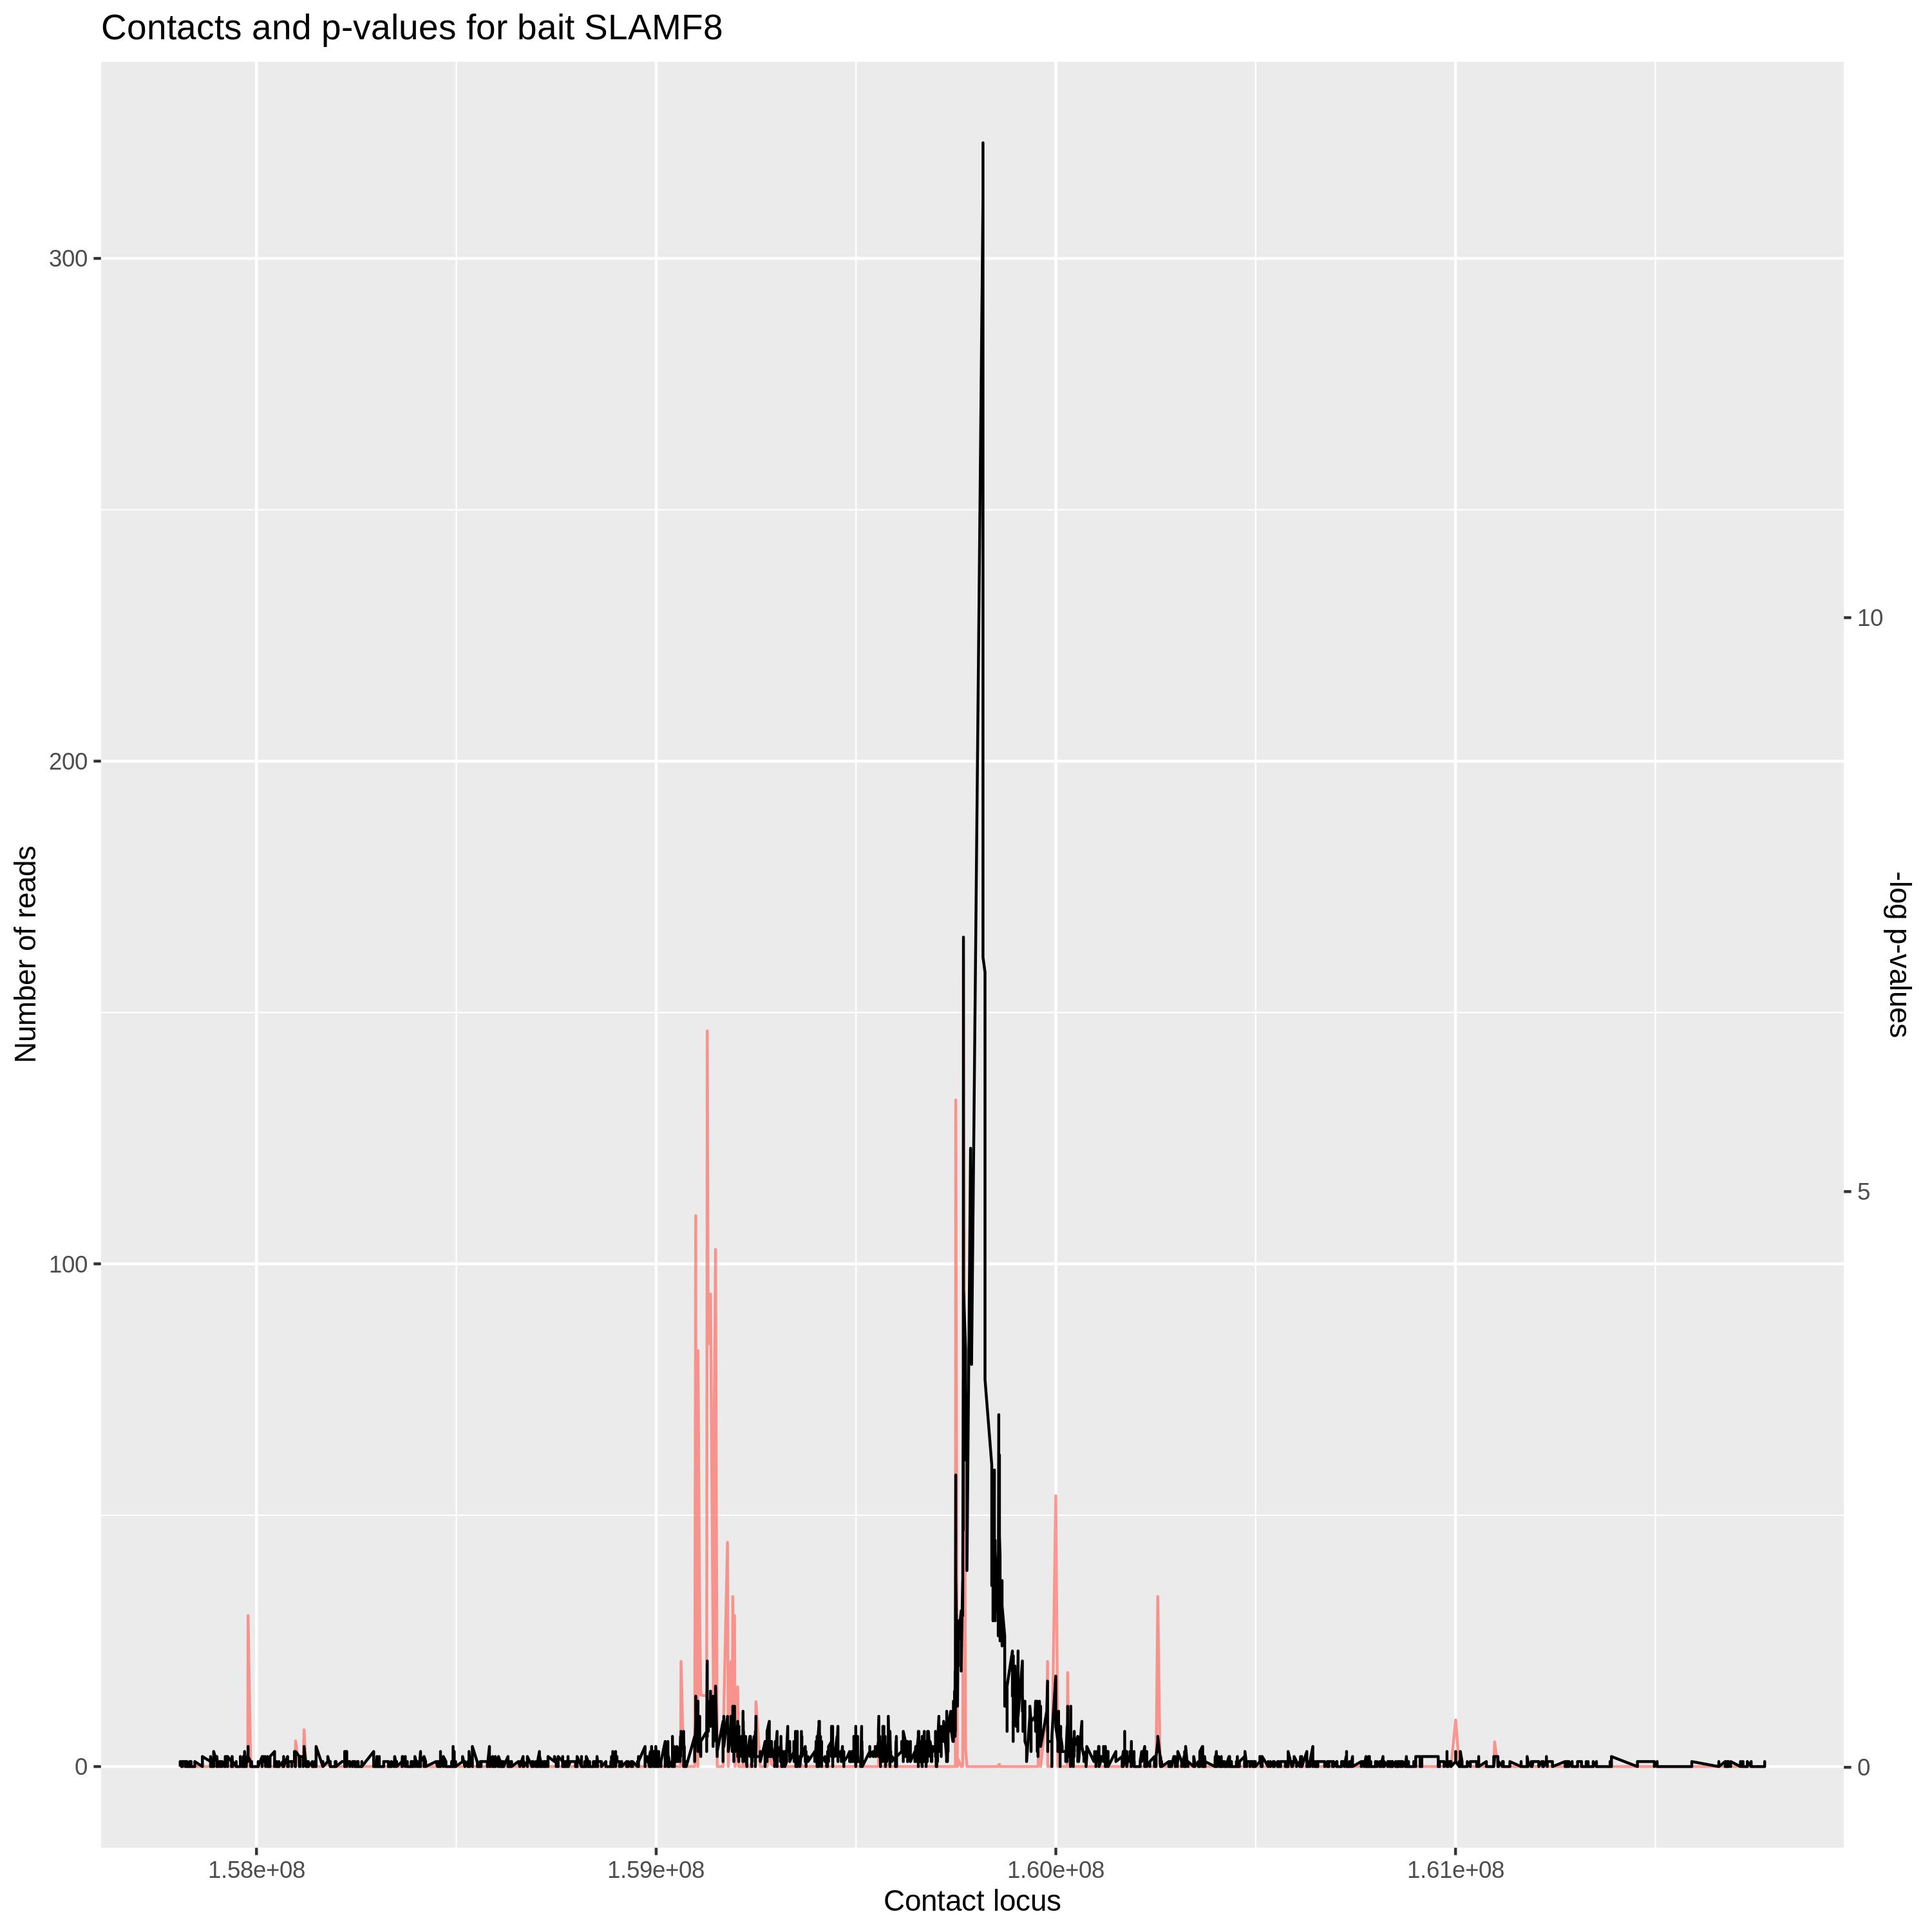 Contacts and p-values for bait SLAMF8
300
200
100
0
Number of reads
10
5
0
-log p-values
1.58e+08 1.59e+08 1.60e+08 1.61e+08
Contact locus